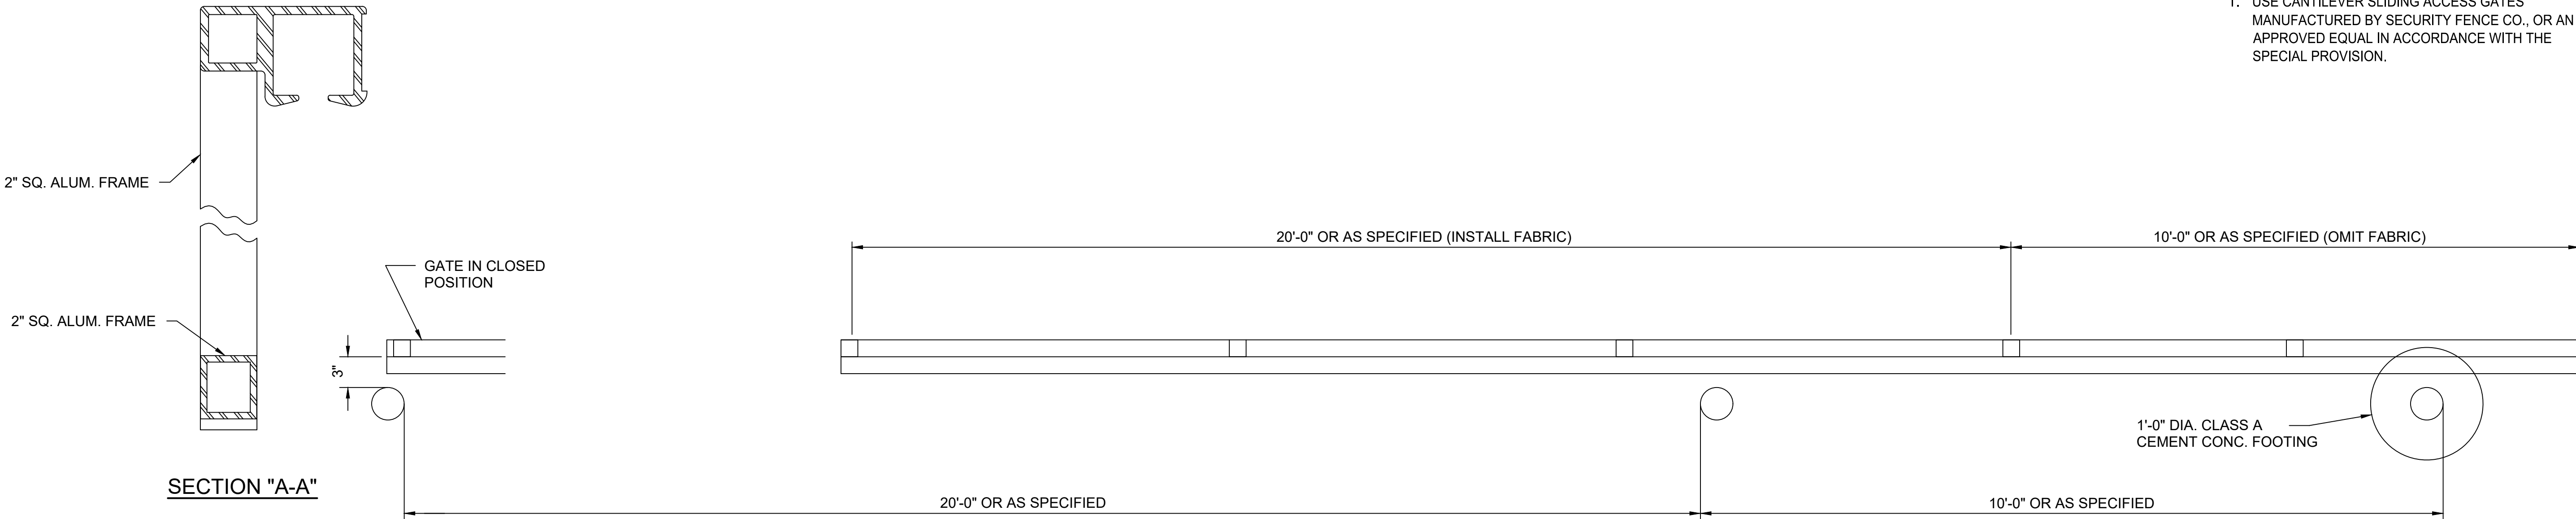 1. USE CANTILEVER SLIDING ACCESS GATES
MANUFACTURED BY SECURITY FENCE CO., OR AN
APPROVED EQUAL IN ACCORDANCE WITH THE
SPECIAL PROVISION.
2" SQ. ALUM. FRAME
20'-0" OR AS SPECIFIED (INSTALL FABRIC)
10'-0" OR AS SPECIFIED (OMIT FABRIC)
GATE IN CLOSED
POSITION
2" SQ. ALUM. FRAME
3"
1'-0" DIA. CLASS A
CEMENT CONC. FOOTING
SECTION "A-A"
20'-0" OR AS SPECIFIED
10'-0" OR AS SPECIFIED